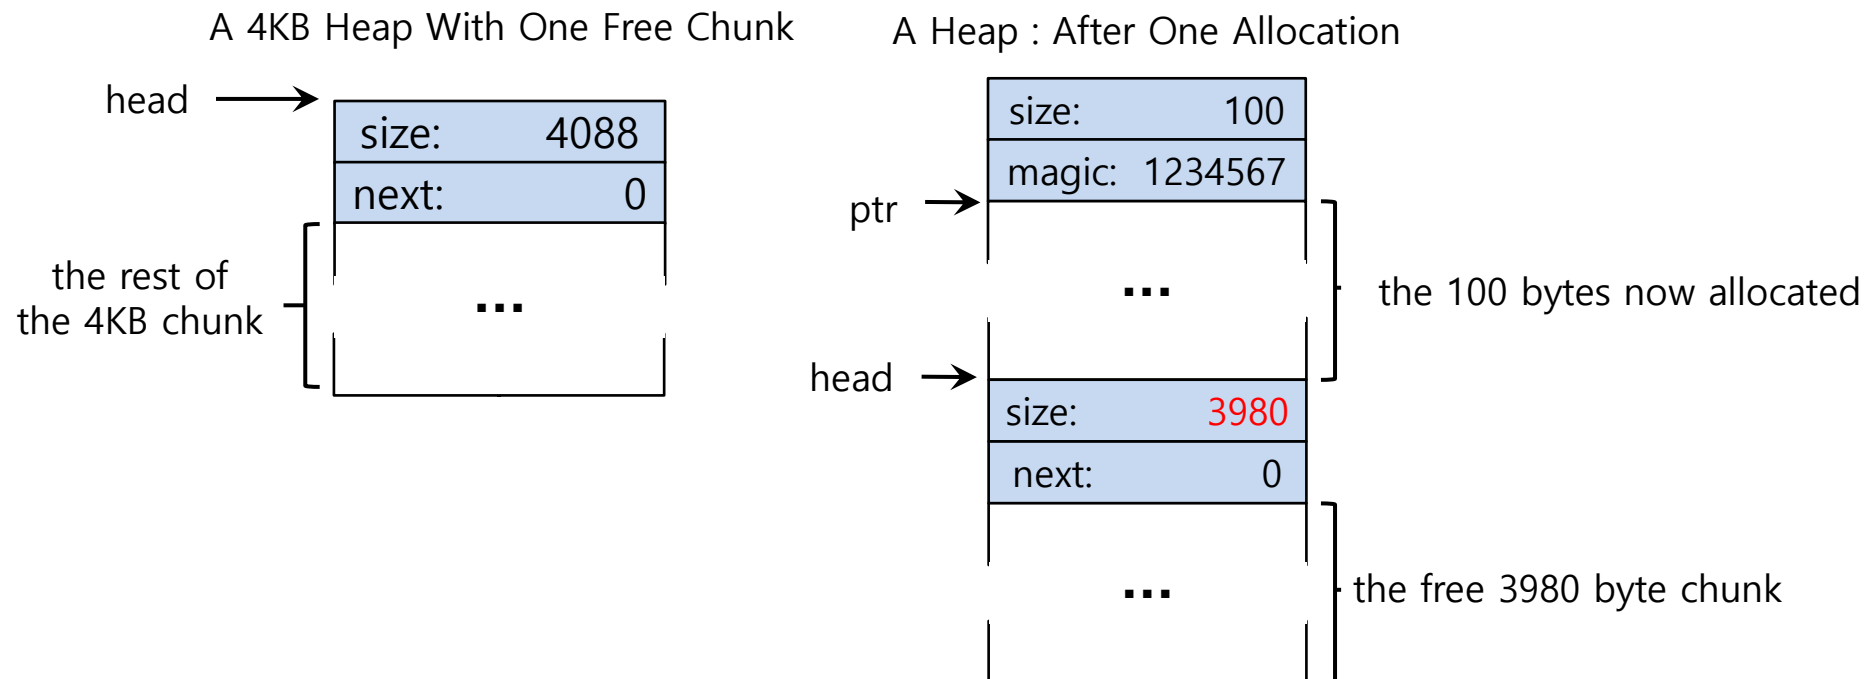 A 4KB Heap With One Free Chunk
head
size: 4088
next: 0
the rest of
the 4KB chunk
...
A Heap : After One Allocation
size: 100
magic: 1234567
ptr
...
the 100 bytes now allocated
head
size: 3980
next: 0
...
the free 3980 byte chunk